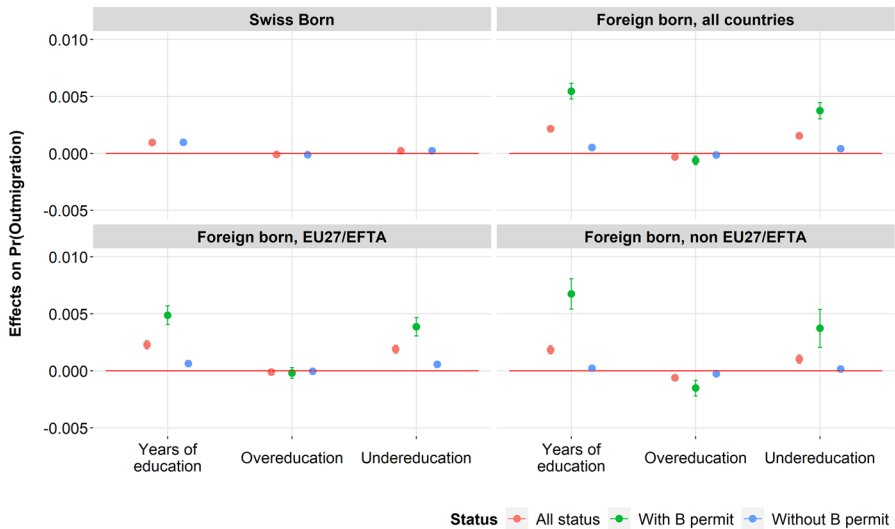 Swiss Born
Foreign born, all countries
0.010
0.005
0.000
-0.005
Foreign born, EU27/EFTA
Foreign born, non EU27/EFTA
0.010
0.005
0.000
-0.005
Effects on Pr(Outmigration)
Years of
education
Overeducation
Undereducation
Years of
education
Overeducation
Undereducation
Status All status With B permit Without B permit